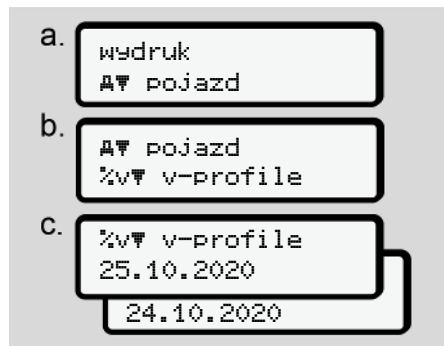 a.
wydruk
pojazd
b.
pojazd
%v▼ v-profile
c.
%v▼ v-profile
25.10.2020
24.10.2020